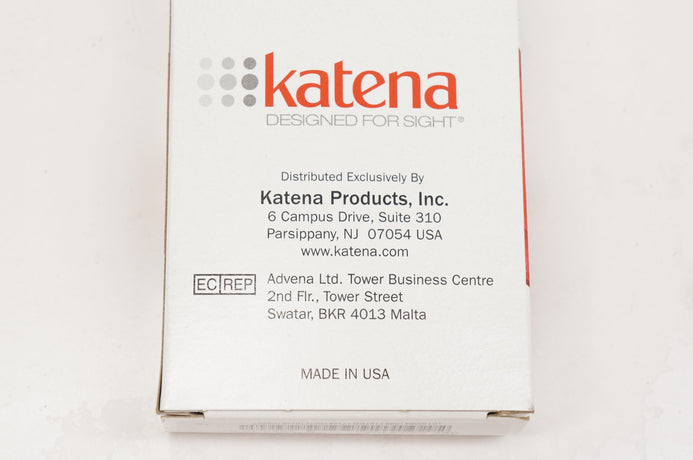 katena
DESIGNED FOR SIGHT®
Distributed Exclusively By
Katena Products, Inc.
6 Campus Drive, Suite 310
Parsippany, NJ 07054 USA
www.katena.com
EC REP
Advena Ltd. Tower Business Centre
2nd Flr., Tower Street
Swatar, BKR 4013 Malta
MADE IN USA